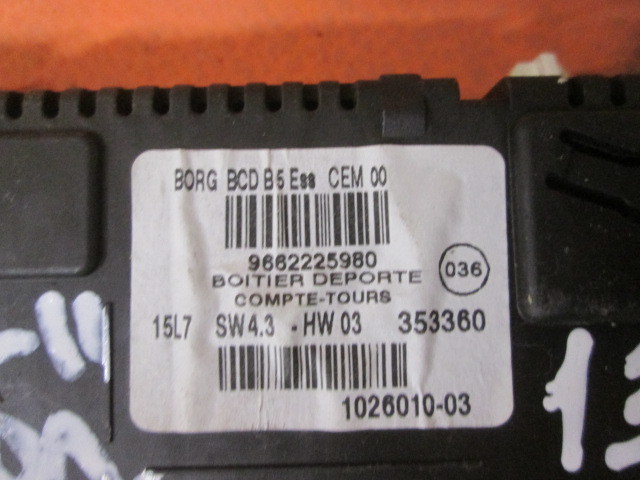 BORG BCD B5 Ess CEM 00
9662225980
BOITIER DEPORTE
COMPTE-TOURS
036
15L7 SW4.3 -HW 03 353360
1026010-03